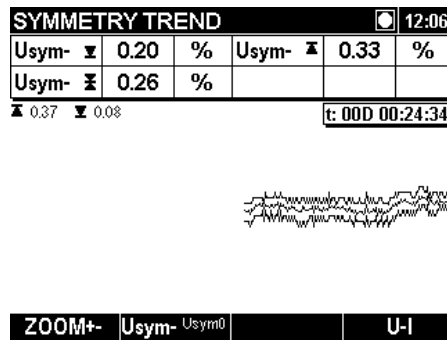 SYMMETRY TREND 12:06
Usym- 0.20 % Usym- 0.33 %
Usym- 0.26 %
0.37 0.08 t: 00D 00:24:34
ZOOM+- Usym- Usym0 U-I